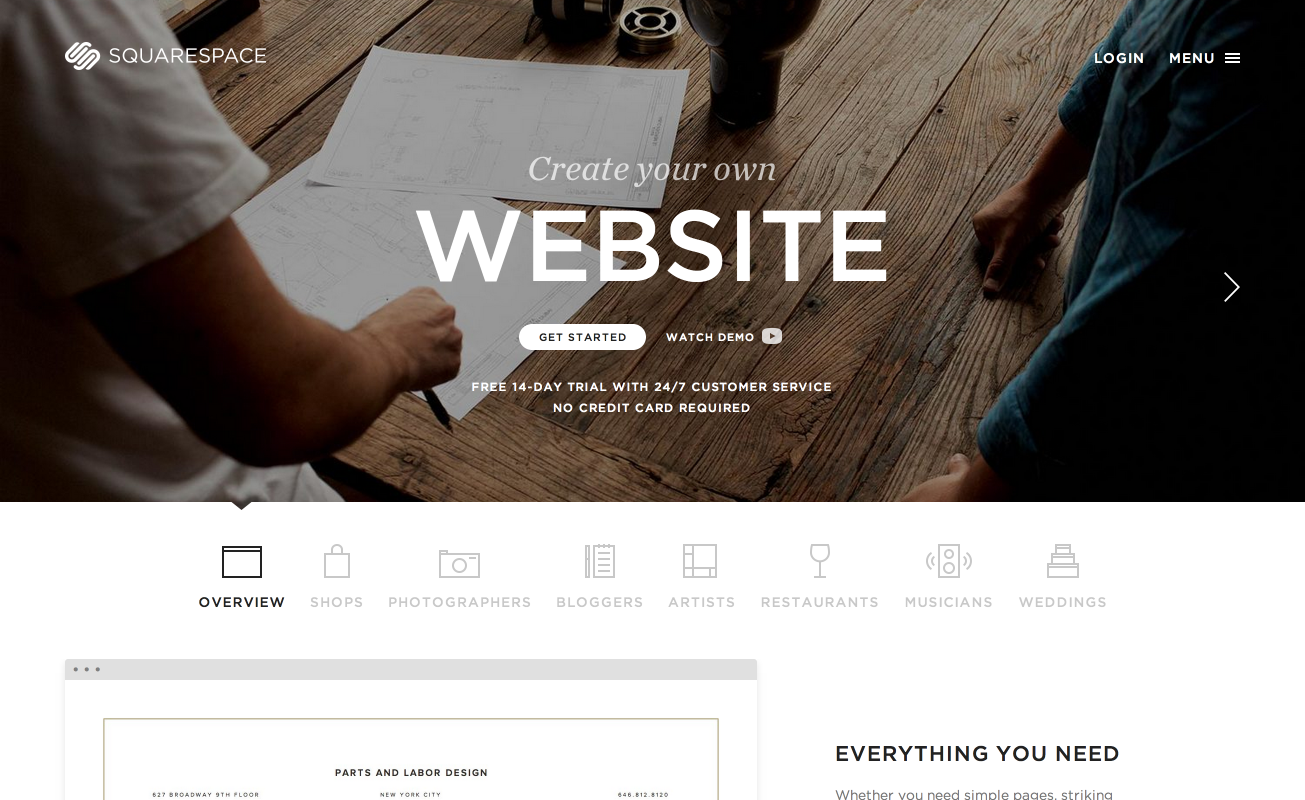 SQUARESPACE
LOGIN MENU
Create your own
WEBSITE
GET STARTED WATCH DEMO
FREE 14-DAY TRIAL WITH 24/7 CUSTOMER SERVICE
NO CREDIT CARD REQUIRED
OVERVIEW SHOPS PHOTOGRAPHERS BLOGGERS ARTISTS RESTAURANTS MUSICIANS WEDDINGS
PARTS AND LABOR DESIGN
627 BROADWAY 9TH FLOOR NEW YORK CITY 646.812.8120
EVERYTHING YOU NEED
Whether you need simple pages, striking